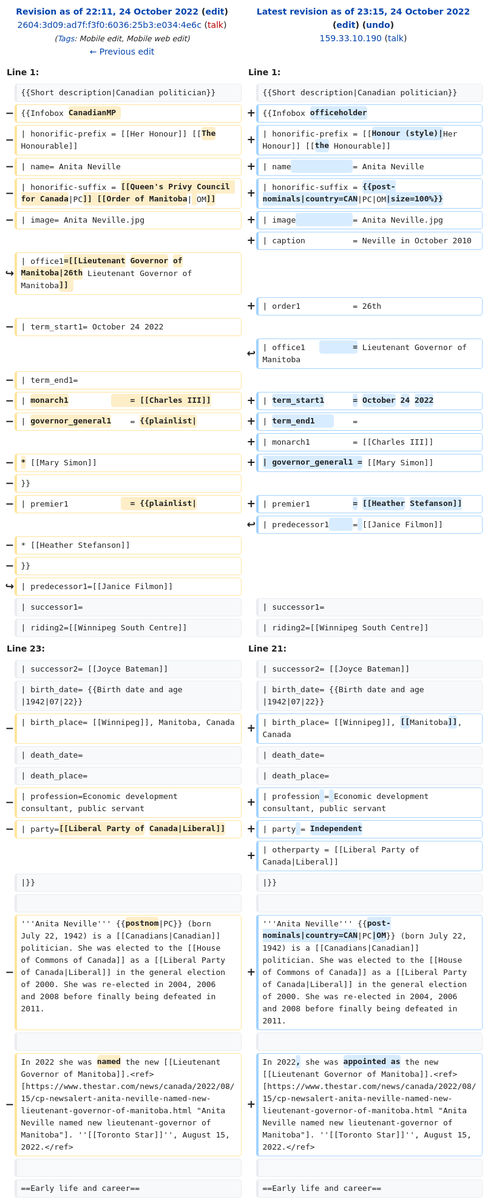 Revision as of 22:11, 24 October 2022 (edit)
2604:3d09:ad7f:f3f0:6036:25b3:e034:4e6c (talk)
(Tags: Mobile edit, Mobile web edit)
← Previous edit
Latest revision as of 23:15, 24 October 2022
(edit) (undo)
159.33.10.190 (talk)
Line 1:
Line 1:
{{Short description|Canadian politician}}
{{Short description|Canadian politician}}
− {{Infobox CanadianMP
+ {{Infobox officeholder
− | honorific-prefix = [[Her Honour]] [[The
Honourable]]
+ | honorific-prefix = [[Honour (style)|Her
Honour]] [[the Honourable]]
− | name= Anita Neville
+ | name = Anita Neville
− | honorific-suffix = [[Queen's Privy Council
for Canada|PC]] [[Order of Manitoba| OM]]
+ | honorific-suffix = {{post-
nominals|country=CAN|PC|OM|size=100%}}
− | image= Anita Neville.jpg
+ | image = Anita Neville.jpg
+ | caption = Neville in October 2010
↪ | office1=[[Lieutenant Governor of
Manitoba|26th Lieutenant Governor of
Manitoba]]
+ | order1 = 26th
− | term_start1= October 24 2022
↩ | office1 = Lieutenant Governor of
Manitoba
− | term_end1=
− | monarch1 = [[Charles III]]
+ | term_start1 = October 24 2022
− | governor_general1 = {{plainlist|
+ | term_end1 =
+ | monarch1 = [[Charles III]]
− * [[Mary Simon]]
+ | governor_general1 = [[Mary Simon]]
− }}
− | premier1 = {{plainlist|
+ | premier1 = [[Heather Stefanson]]
↩ | predecessor1 = [[Janice Filmon]]
− * [[Heather Stefanson]]
− }}
↪ | predecessor1=[[Janice Filmon]]
| successor1=
| successor1=
| riding2=[[Winnipeg South Centre]]
| riding2=[[Winnipeg South Centre]]
Line 23:
Line 21:
| successor2= [[Joyce Bateman]]
| successor2= [[Joyce Bateman]]
| birth_date= {{Birth date and age
|1942|07|22}}
| birth_date= {{Birth date and age
|1942|07|22}}
− | birth_place= [[Winnipeg]], Manitoba, Canada
+ | birth_place= [[Winnipeg]], [[Manitoba]],
Canada
| death_date=
| death_date=
| death_place=
| death_place=
− | profession=Economic development
consultant, public servant
+ | profession = Economic development
consultant, public servant
− | party=[[Liberal Party of Canada|Liberal]]
+ | party = Independent
+ | otherparty = [[Liberal Party of
Canada|Liberal]]
|}}
|}}
− '''Anita Neville''' {{postnom|PC}} (born
July 22, 1942) is a [[Canadians|Canadian]]
politician. She was elected to the [[House
of Commons of Canada]] as a [[Liberal Party
of Canada|Liberal]] in the general election
of 2000. She was re-elected in 2004, 2006
and 2008 before finally being defeated in
2011.
+ '''Anita Neville''' {{post-
nominals|country=CAN|PC|OM}} (born July 22,
1942) is a [[Canadians|Canadian]]
politician. She was elected to the [[House
of Commons of Canada]] as a [[Liberal Party
of Canada|Liberal]] in the general election
of 2000. She was re-elected in 2004, 2006
and 2008 before finally being defeated in
2011.
− In 2022 she was named the new [[Lieutenant
Governor of Manitoba]].<ref>
[https://www.thestar.com/news/canada/2022/08/
15/cp-newsalert-anita-neville-named-new-
lieutenant-governor-of-manitoba.html "Anita
Neville named new lieutenant-governor of
Manitoba"]. ''[[Toronto Star]]'', August 15,
2022.</ref>
+ In 2022, she was appointed as the new
[[Lieutenant Governor of Manitoba]].<ref>
[https://www.thestar.com/news/canada/2022/08/
15/cp-newsalert-anita-neville-named-new-
lieutenant-governor-of-manitoba.html "Anita
Neville named new lieutenant-governor of
Manitoba"]. ''[[Toronto Star]]'', August 15,
2022.</ref>
==Early life and career==
==Early life and career==